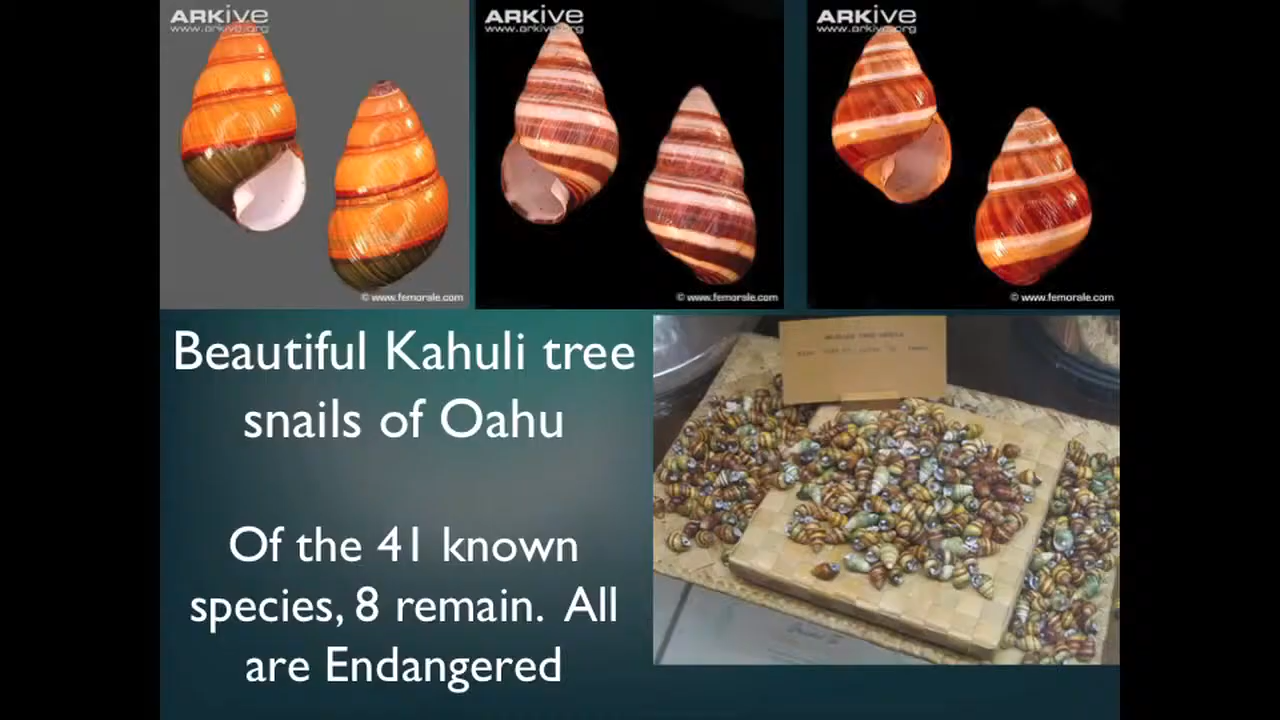 ARKive
www.arkive.org
ARKive
www.arkive.org
ARKive
www.arkive.org
© www.femorale.com
© www.femorale.com
© www.femorale.com
Beautiful Kahuli tree
snails of Oahu
Of the 41 known
species, 8 remain. All
are Endangered